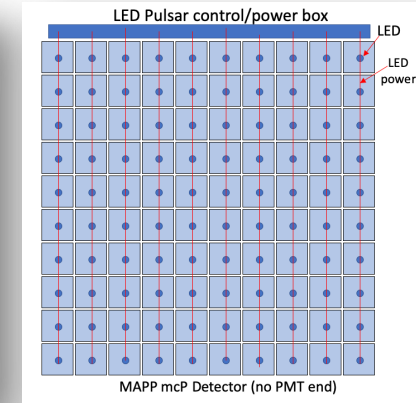 LED Pulsar control/power box
LED
LED
power
MAPP mcP Detector (no PMT end)